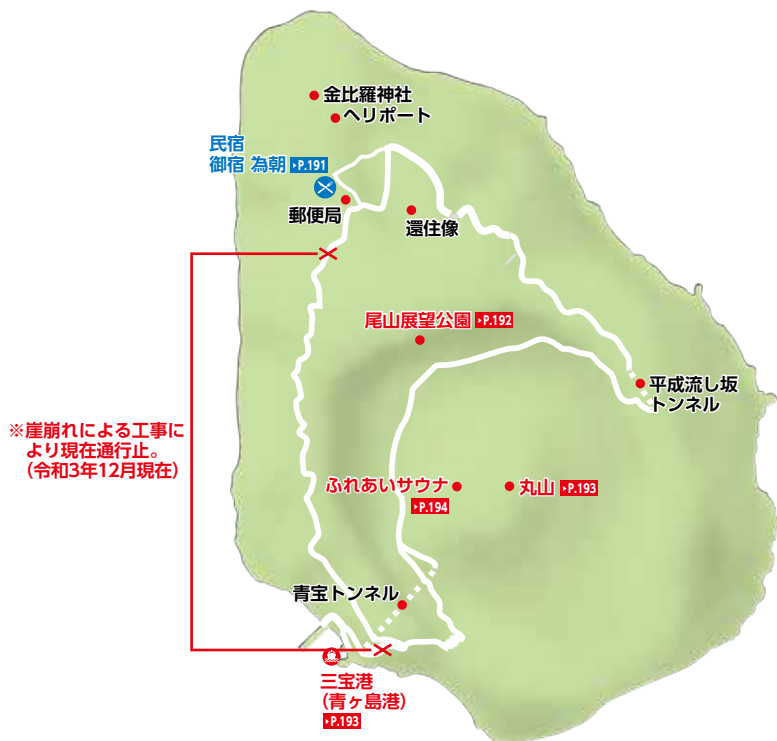 金比羅神社
ヘリポート
民宿
御宿 為朝 ▶P.191
郵便局
還住像
尾山展望公園 ▶P.192
平成流し坂
トンネル
※崖崩れによる工事に
より現在通行止。
(令和3年12月現在)
ふれあいサウナ
▶P.194
丸山 ▶P.193
青宝トンネル
三宝港
(青ヶ島港)
▶P.193